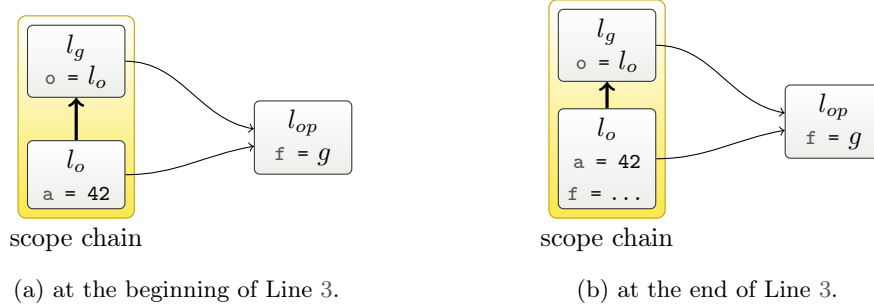 l_g
o = l_o
l_o
a = 42
l_op
f = g
scope chain
(a) at the beginning of Line 3.
l_g
o = l_o
l_o
a = 42
f = ...
l_op
f = g
scope chain
(b) at the end of Line 3.